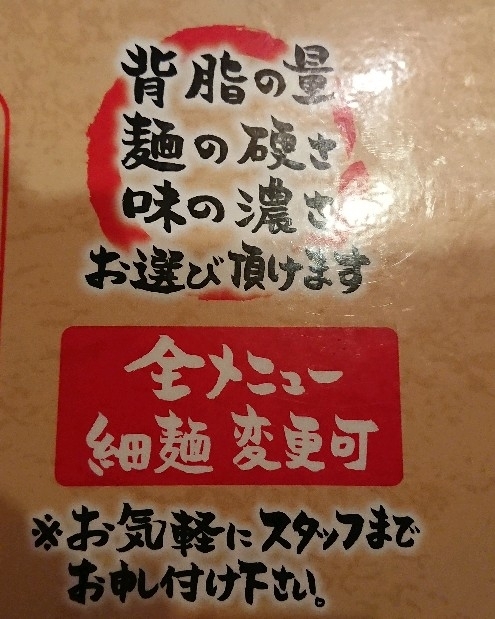 背脂の量
麺の硬さ
味の濃さ
お選び頂けます
全メニュー
細麺 変更可
※お気軽にスタッフまで
お申し付け下さい。